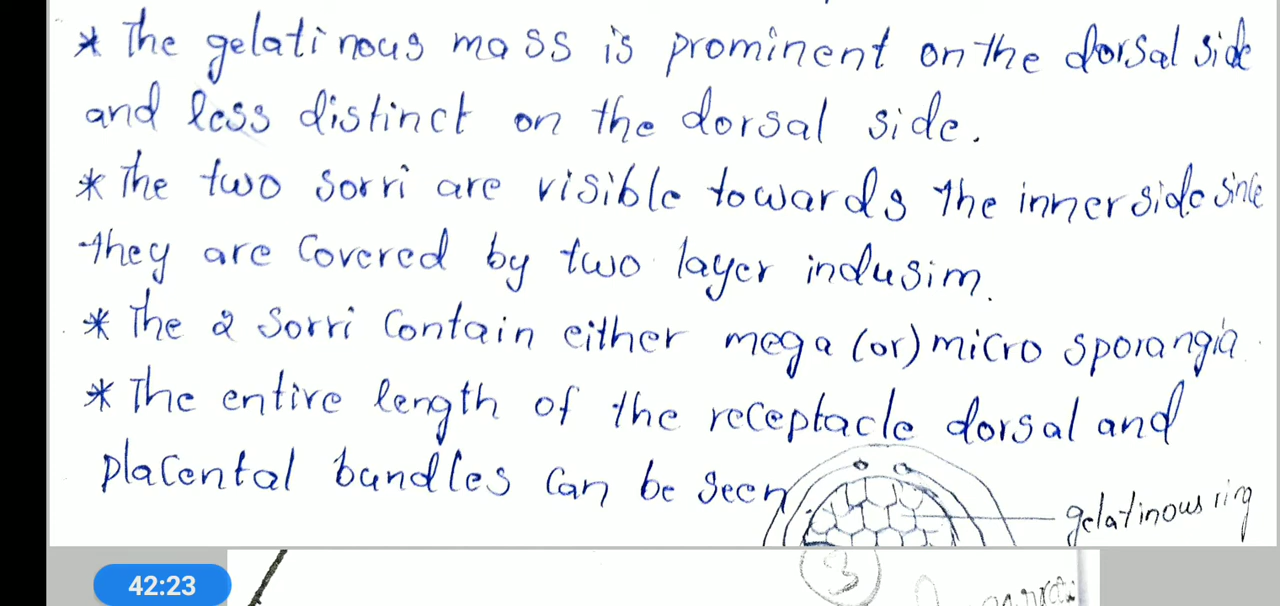 * The gelatinous mass is prominent on the dorsal side
and less distinct on the dorsal side.
* The two sorri are visible towards the inner side since
they are covered by two layer indusim.
* The 2 sorri contain either mega (or) micro sporangia
* The entire length of the receptacle dorsal and
placental bundles can be seen
gelatinous ring
3
42:23